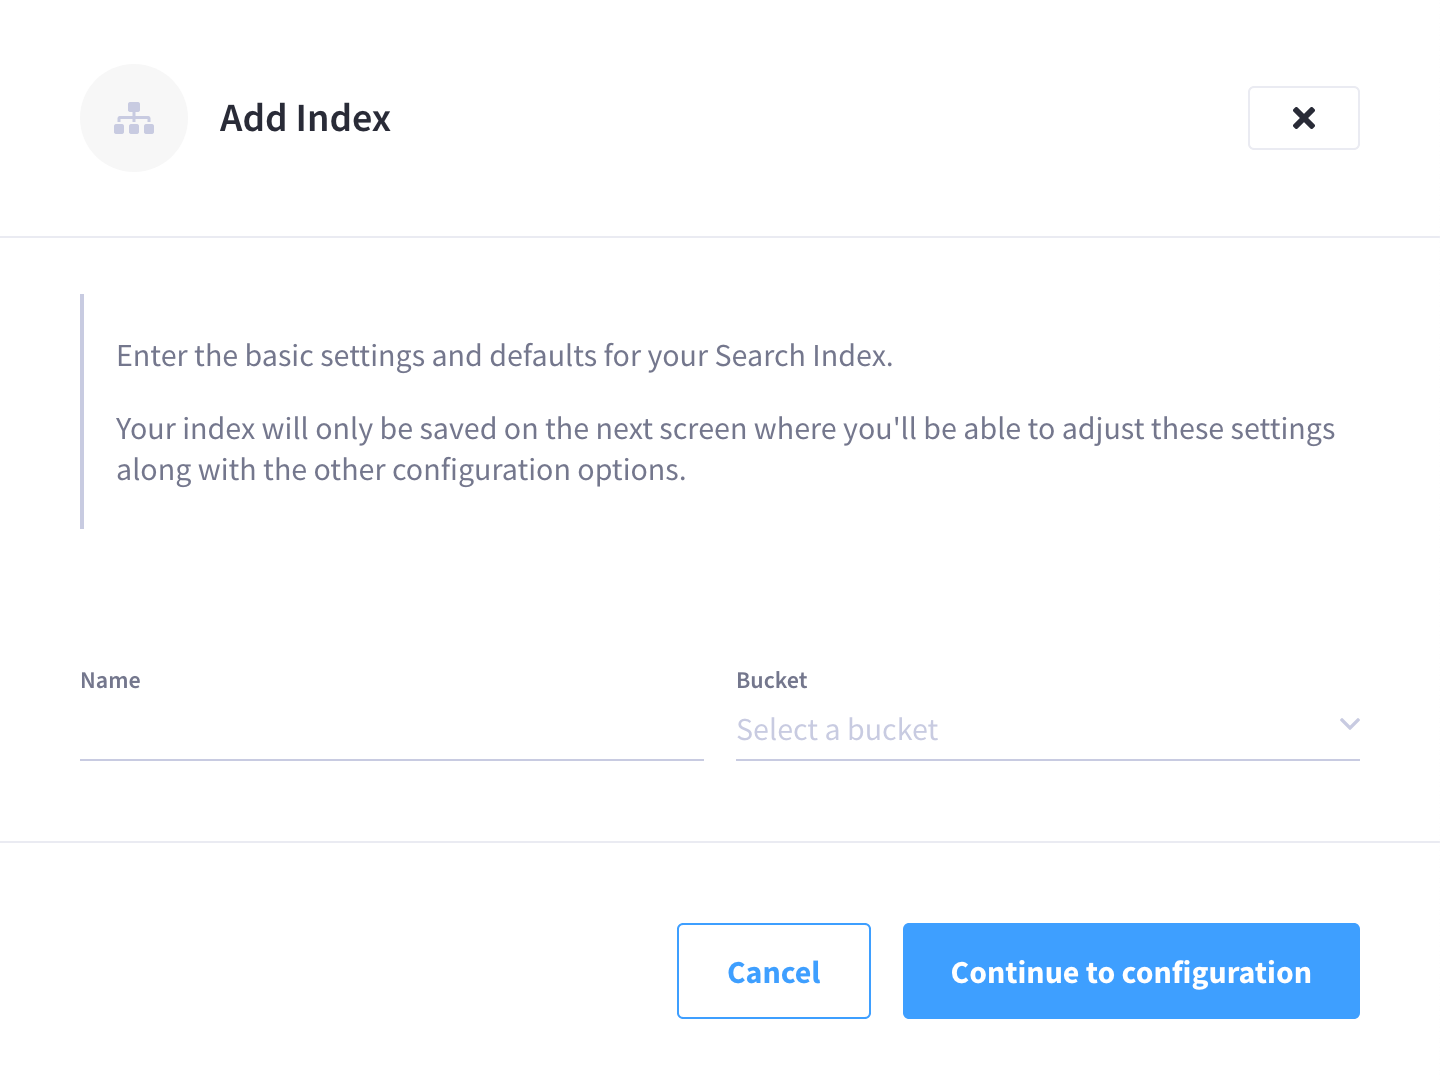 Add Index
Enter the basic settings and defaults for your Search Index.
Your index will only be saved on the next screen where you'll be able to adjust these settings
along with the other configuration options.
Name
Bucket
Select a bucket
Cancel
Continue to configuration